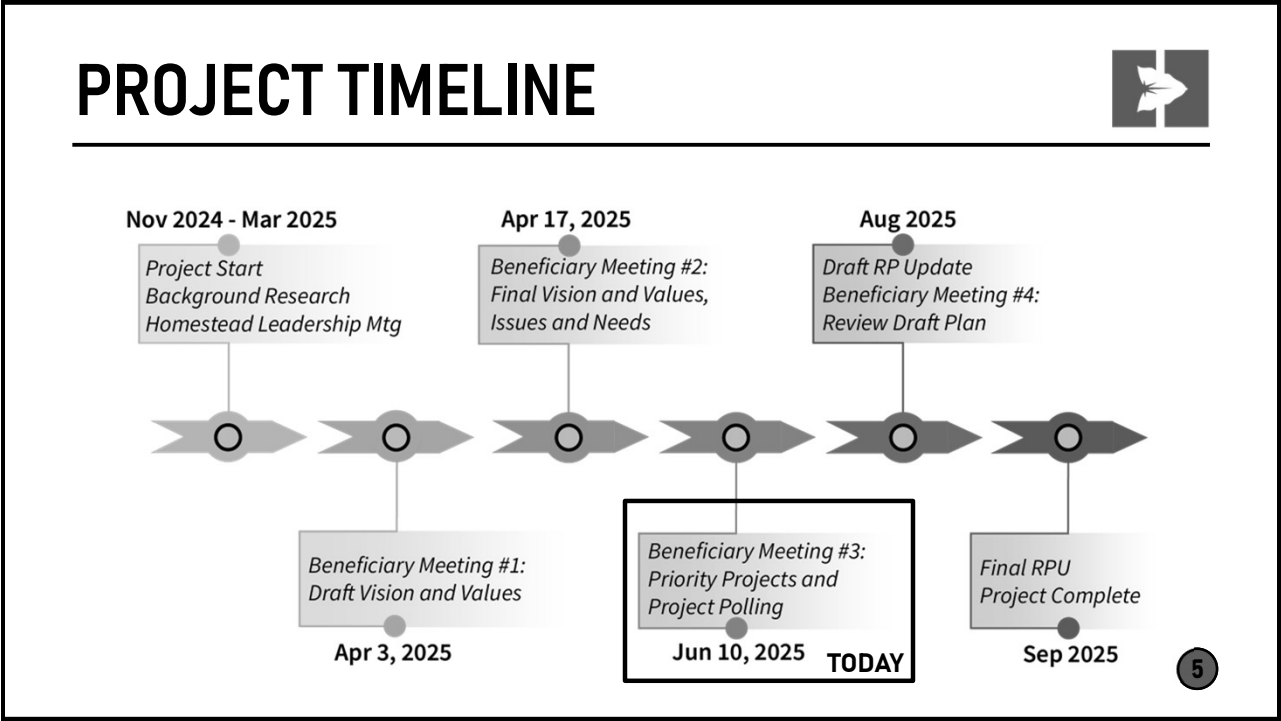 PROJECT TIMELINE
Nov 2024 - Mar 2025
Project Start
Background Research
Homestead Leadership Mtg
Apr 3, 2025
Beneficiary Meeting #1:
Draft Vision and Values
Apr 17, 2025
Beneficiary Meeting #2:
Final Vision and Values,
Issues and Needs
Jun 10, 2025
Beneficiary Meeting #3:
Priority Projects and
Project Polling
TODAY
Aug 2025
Draft RP Update
Beneficiary Meeting #4:
Review Draft Plan
Sep 2025
Final RPU
Project Complete
5